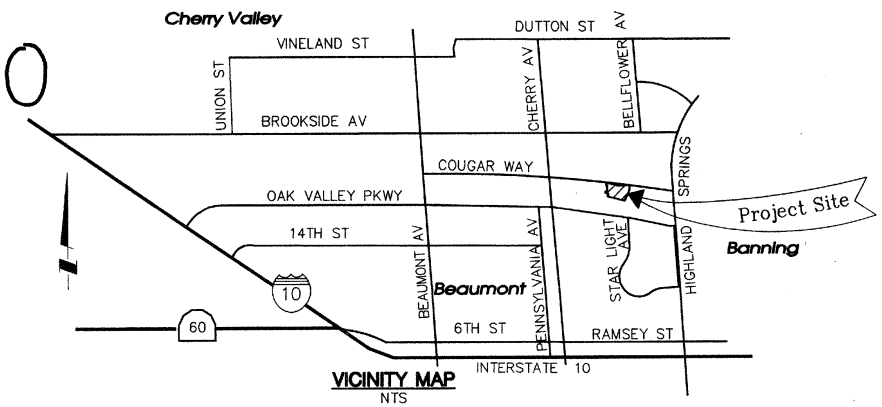 Cherry Valley
DUTTON ST
VINELAND ST
UNION ST
CHERRY AV
BELLFLOWER AV
BROOKSIDE AV
COUGAR WAY
OAK VALLEY PKWY
HIGHLAND SPRINGS
Project Site
14TH ST
BEAUMONT AV
PENNSYLVANIA AV
STAR LIGHT
AVE
Banning
N
10
Beaumont
60
6TH ST
RAMSEY ST
INTERSTATE 10
VICINITY MAP
NTS